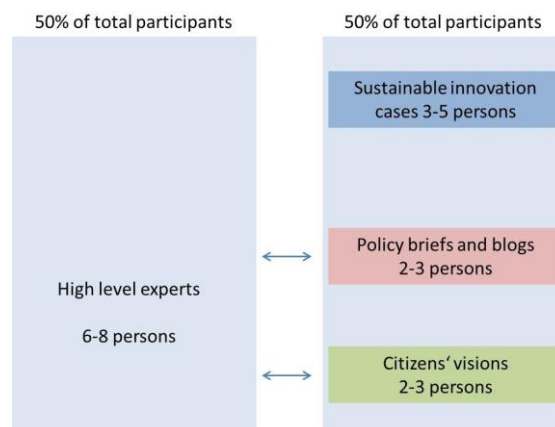 50% of total participants
High level experts
6-8 persons
50% of total participants
Sustainable innovation
cases 3-5 persons
Policy briefs and blogs
2-3 persons
Citizens‘ visions
2-3 persons